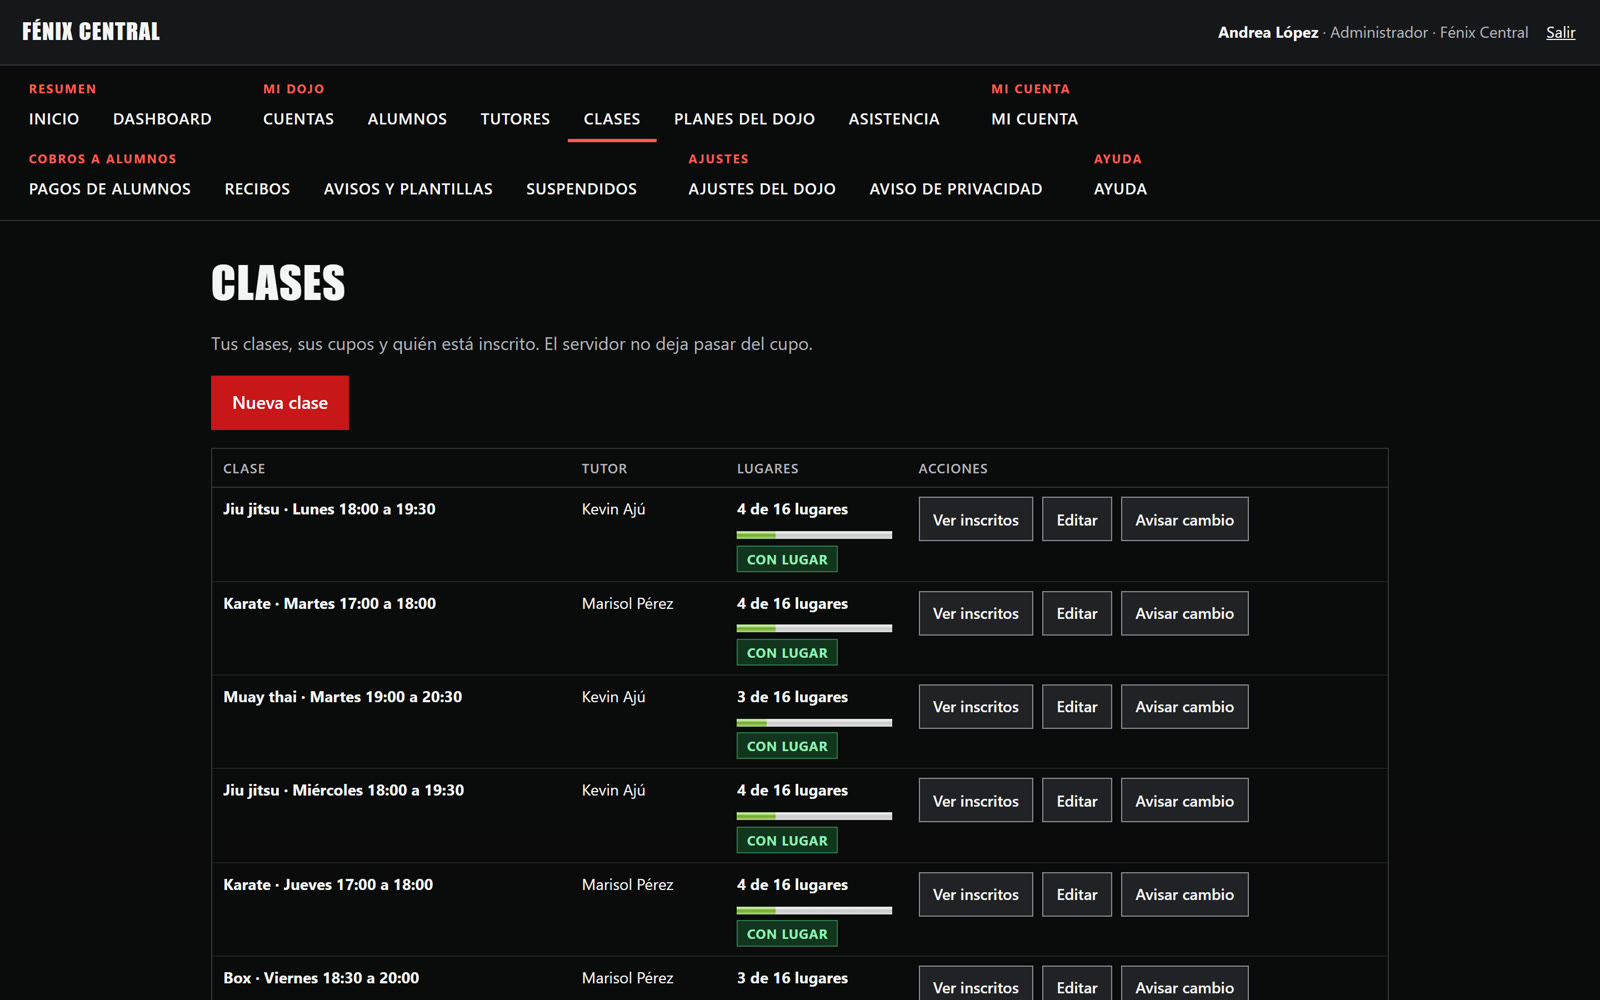 FÉNIX CENTRAL
Andrea López · Administrador · Fénix Central Salir
RESUMEN MI DOJO MI CUENTA
INICIO DASHBOARD CUENTAS ALUMNOS TUTORES CLASES PLANES DEL DOJO ASISTENCIA MI CUENTA
COBROS A ALUMNOS AJUSTES AYUDA
PAGOS DE ALUMNOS RECIBOS AVISOS Y PLANTILLAS SUSPENDIDOS AJUSTES DEL DOJO AVISO DE PRIVACIDAD AYUDA
CLASES
Tus clases, sus cupos y quién está inscrito. El servidor no deja pasar del cupo.
Nueva clase
CLASE TUTOR LUGARES ACCIONES
Jiu jitsu · Lunes 18:00 a 19:30 Kevin Ajú 4 de 16 lugares Ver inscritos Editar Avisar cambio
CON LUGAR
Karate · Martes 17:00 a 18:00 Marisol Pérez 4 de 16 lugares Ver inscritos Editar Avisar cambio
CON LUGAR
Muay thai · Martes 19:00 a 20:30 Kevin Ajú 3 de 16 lugares Ver inscritos Editar Avisar cambio
CON LUGAR
Jiu jitsu · Miércoles 18:00 a 19:30 Kevin Ajú 4 de 16 lugares Ver inscritos Editar Avisar cambio
CON LUGAR
Karate · Jueves 17:00 a 18:00 Marisol Pérez 4 de 16 lugares Ver inscritos Editar Avisar cambio
CON LUGAR
Box · Viernes 18:30 a 20:00 Marisol Pérez 3 de 16 lugares Ver inscritos Editar Avisar cambio